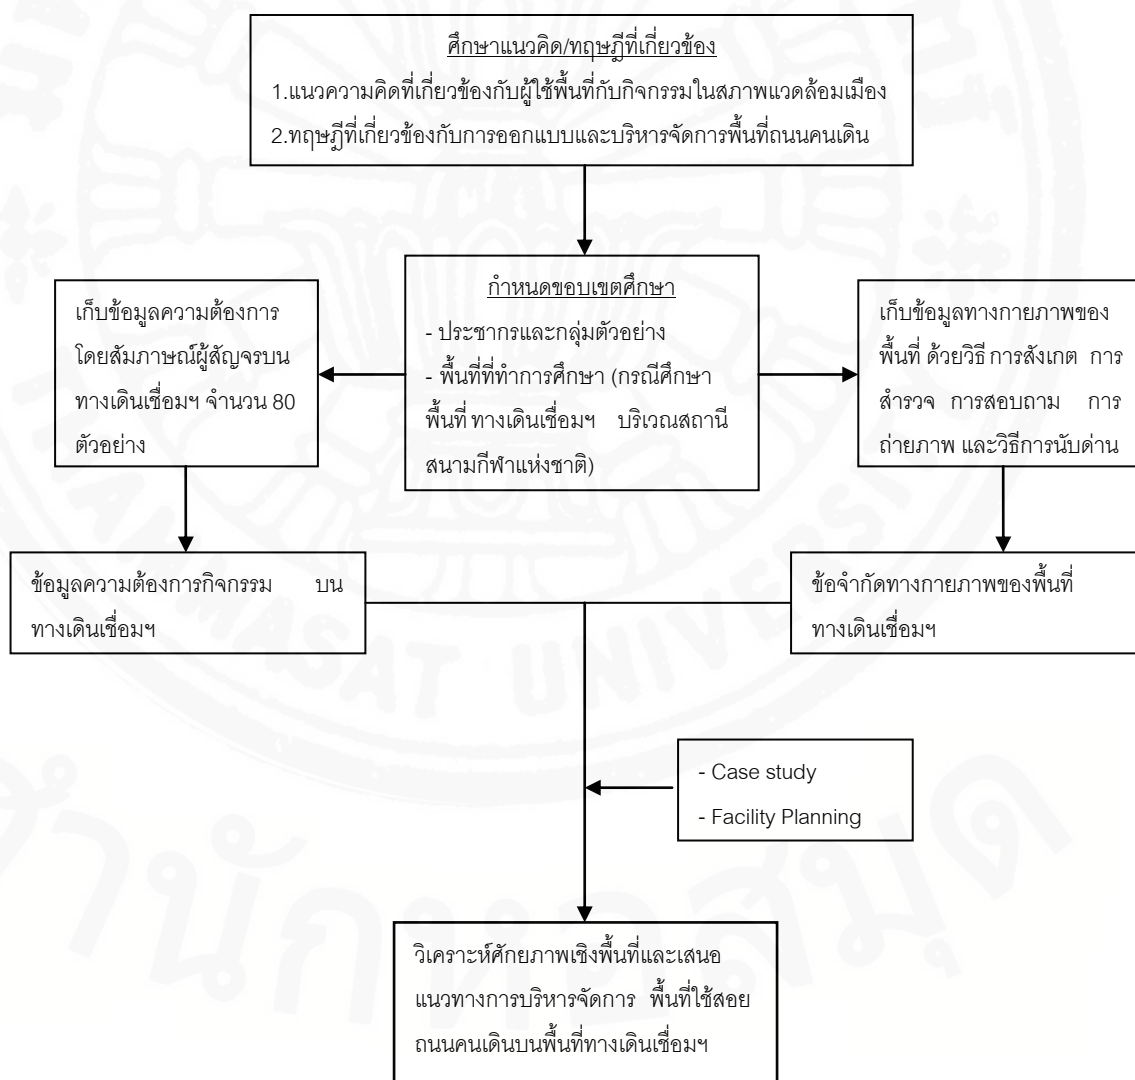 ศึกษาแนวคิด/ทฤษฎีที่เกี่ยวข้อง
1.แนวความคิดที่เกี่ยวข้องกับผู้ใช้พื้นที่กับกิจกรรมในสภาพแวดล้อมเมือง
2.ทฤษฎีที่เกี่ยวข้องกับการออกแบบและบริหารจัดการพื้นที่ถนนคนเดิน
กำหนดขอบเขตศึกษา
- ประชากรและกลุ่มตัวอย่าง
- พื้นที่ที่ทำการศึกษา (กรณีศึกษา
พื้นที่ ทางเดินเชื่อมฯ บริเวณสถานี
สนามกีฬาแห่งชาติ)
เก็บข้อมูลความต้องการ
โดยสัมภาษณ์ผู้สัญจรบน
ทางเดินเชื่อมฯ จำนวน 80
ตัวอย่าง
เก็บข้อมูลทางกายภาพของ
พื้นที่ ด้วยวิธี การสังเกต การ
สำรวจ การสอบถาม การ
ถ่ายภาพ และวิธีการนับด่าน
ข้อมูลความต้องการกิจกรรม บน
ทางเดินเชื่อมฯ
ข้อจำกัดทางกายภาพของพื้นที่
ทางเดินเชื่อมฯ
- Case study
- Facility Planning
วิเคราะห์ศักยภาพเชิงพื้นที่และเสนอ
แนวทางการบริหารจัดการ พื้นที่ใช้สอย
ถนนคนเดินบนพื้นที่ทางเดินเชื่อมฯ
MASAT UNIVERSI
สำนักหอสมุด